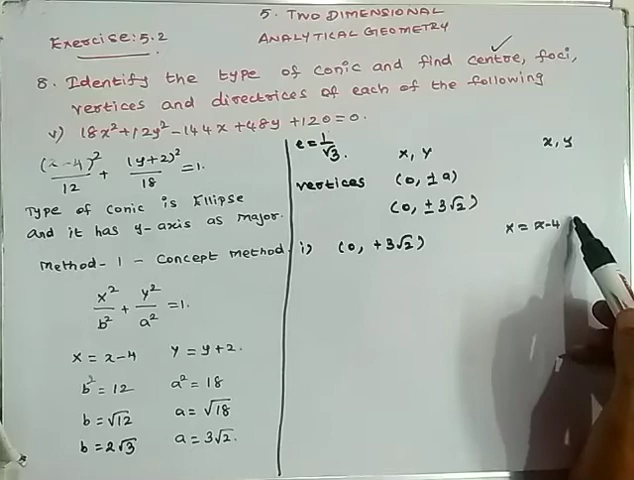 5. TWO DIMENSIONAL
ANALYTICAL GEOMETRY
Exercise: 5.2
8. Identify the type of conic and find centre, foci,
vertices and directrices of each of the following
v) 18x²+12y²-144x+48y+120=0.
(x-4)²/12 + (y+2)²/18 = 1.
Type of conic is Ellipse
and it has y-axis as major.
Method-1 - Concept method.
x²/b² + y²/a² = 1.
X = x-4 Y = y+2.
b² = 12 a² = 18
b = √12 a = √18
b = 2√3 a = 3√2.
e = 1/√3.
X, Y x, y
vertices (0, ±a)
(0, ±3√2)
i) (0, +3√2) X = x-4